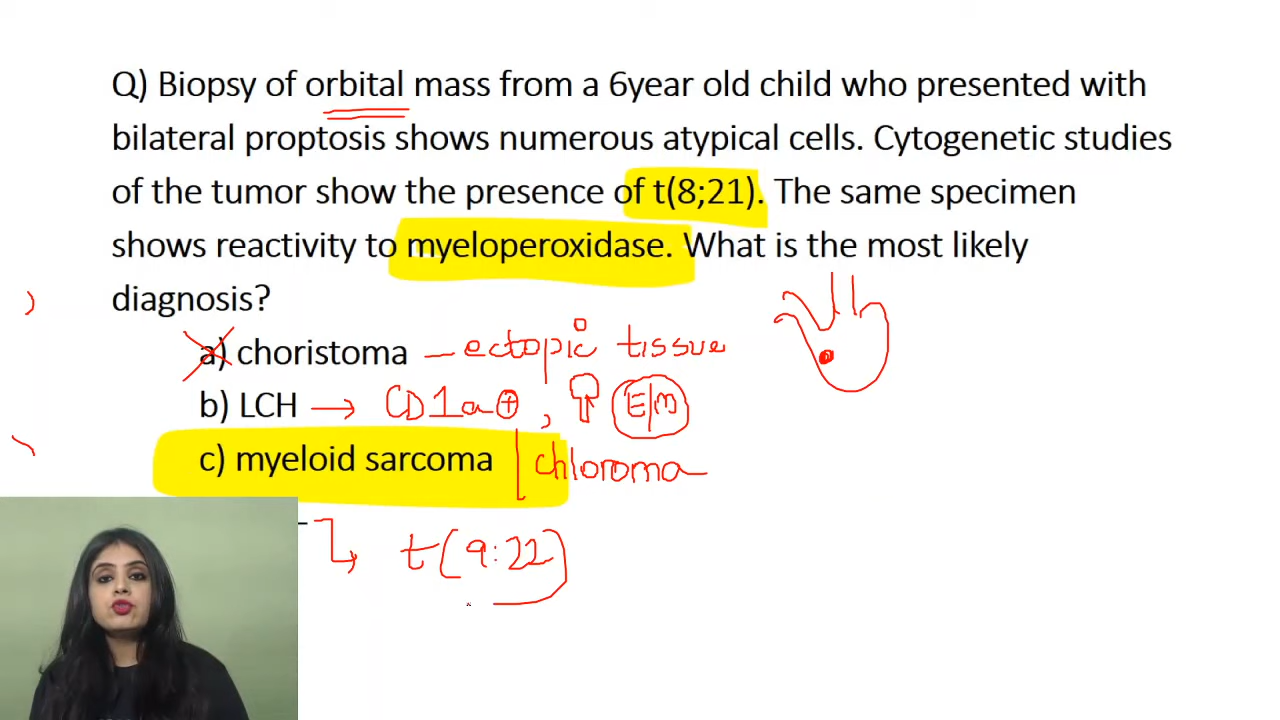 Q) Biopsy of orbital mass from a 6year old child who presented with
bilateral proptosis shows numerous atypical cells. Cytogenetic studies
of the tumor show the presence of t(8;21). The same specimen
shows reactivity to myeloperoxidase. What is the most likely
diagnosis?
a) choristoma – ectopic tissue
b) LCH → CD1a⊕, ↑ E/M
c) myeloid sarcoma | chloroma
t(9:22)